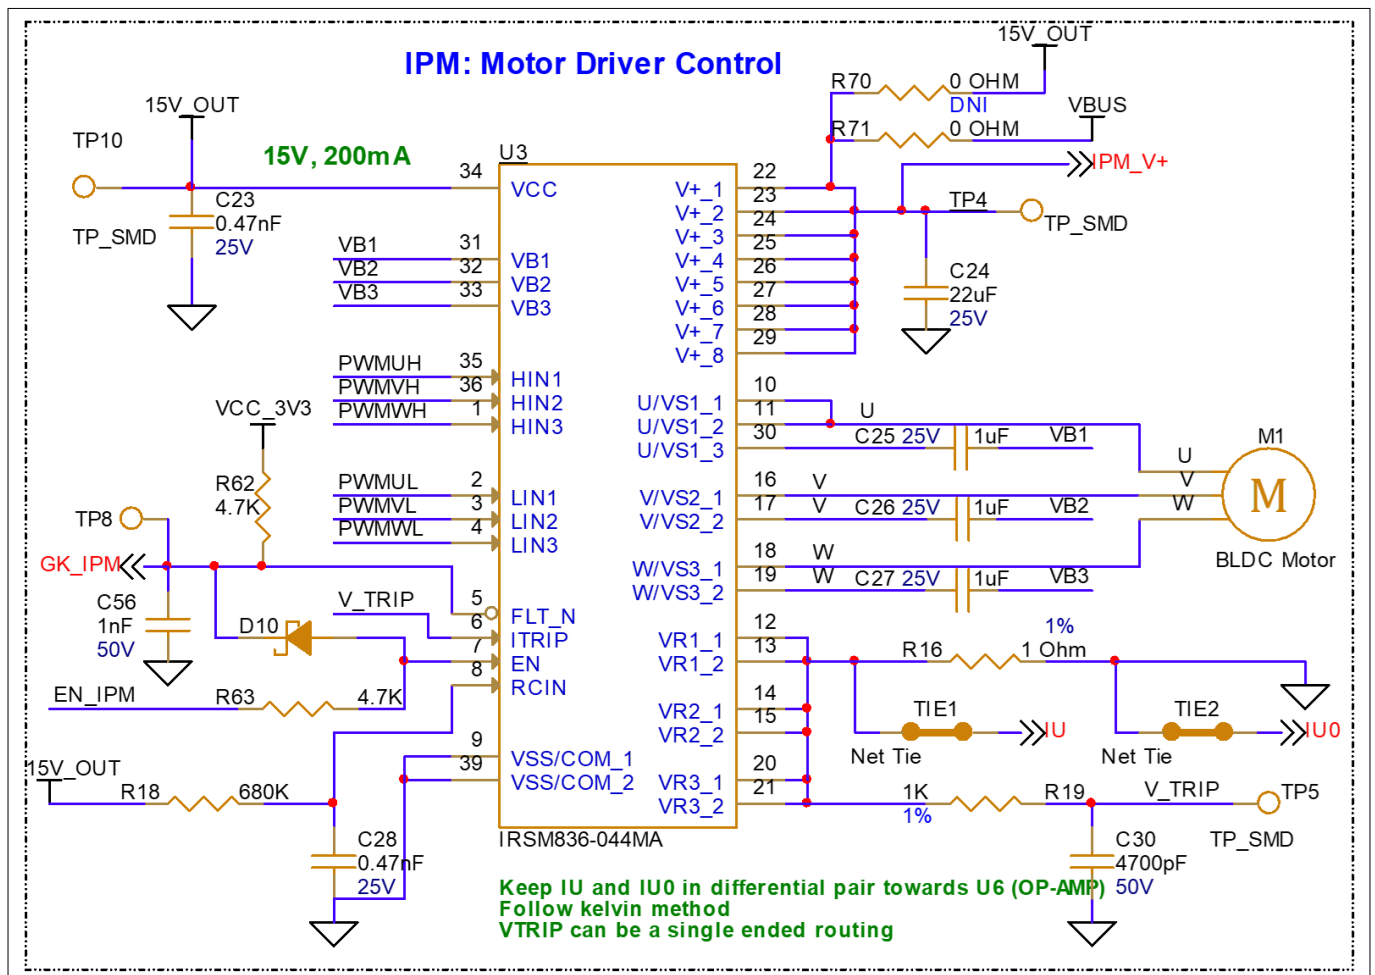 IPM: Motor Driver Control
15V_OUT
R70
0 OHM
DNI
VBUS
R71
0 OHM
IPM_V+
15V_OUT
TP10
15V, 200mA
U3
34
VCC
C23
0.47nF
25V
TP_SMD
VB1
31
VB1
VB2
32
VB2
VB3
33
VB3
22
V+_1
23
V+_2
24
V+_3
25
V+_4
26
V+_5
27
V+_6
28
V+_7
29
V+_8
TP4
TP_SMD
C24
22uF
25V
PWMUH
35
HIN1
PWMVH
36
HIN2
PWMWH
1
HIN3
VCC_3V3
R62
4.7K
PWMUL
2
LIN1
PWMVL
3
LIN2
PWMWL
4
LIN3
10
U/VS1_1
11
U/VS1_2
30
U/VS1_3
U
C25 25V
1uF
VB1
16
V/VS2_1
V
17
V/VS2_2
V
C26 25V
1uF
VB2
18
W/VS3_1
W
19
W/VS3_2
W
C27 25V
1uF
VB3
M1
U
V
W
M
BLDC Motor
TP8
GK_IPM
C56
1nF
50V
D10
V_TRIP
5
FLT_N
6
ITRIP
7
EN
8
RCIN
EN_IPM
R63
4.7K
12
VR1_1
13
VR1_2
14
VR2_1
15
VR2_2
20
VR3_1
21
VR3_2
1%
R16
1 Ohm
TIE1
IU
Net Tie
TIE2
IU0
Net Tie
9
VSS/COM_1
39
VSS/COM_2
15V_OUT
R18
680K
C28
0.47nF
25V
1K
1%
R19
V_TRIP
TP5
TP_SMD
C30
4700pF
50V
IRSM836-044MA
Keep IU and IU0 in differential pair towards U6 (OP-AMP)
Follow kelvin method
VTRIP can be a single ended routing